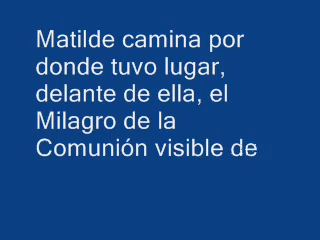 Matilde camina por
donde tuvo lugar,
delante de ella, el
Milagro de la
Comunión visible de